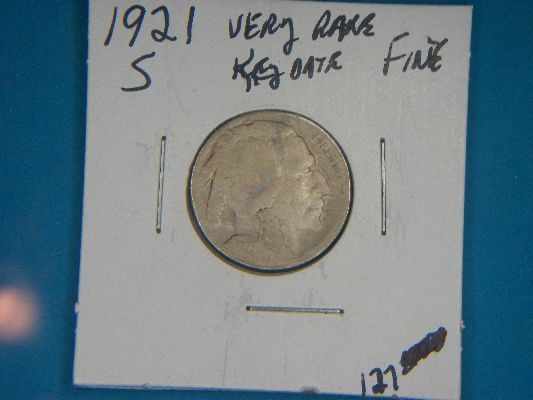 1921 VERY RARE
S KEY DATE FINE
127